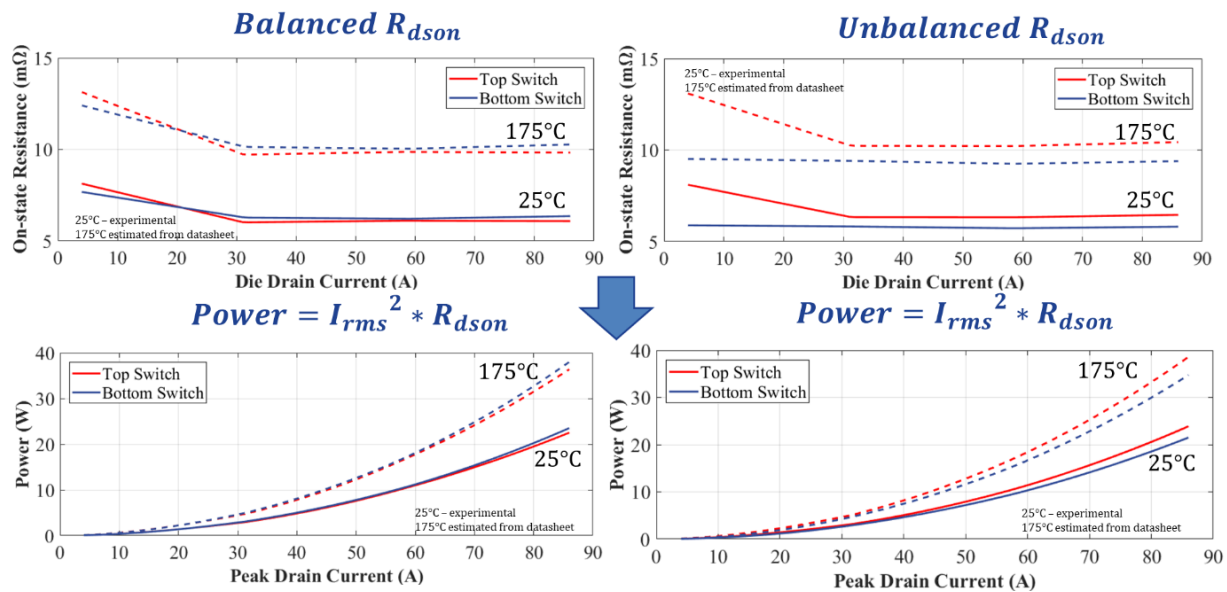 Balanced R_dson
On-state Resistance (mΩ)
15
10
5
Top Switch
Bottom Switch
175°C
25°C
25°C – experimental
175°C estimated from datasheet
0 10 20 30 40 50 60 70 80 90
Die Drain Current (A)
Unbalanced R_dson
On-state Resistance (mΩ)
15
10
5
25°C – experimental
175°C estimated from datasheet
Top Switch
Bottom Switch
175°C
25°C
0 10 20 30 40 50 60 70 80 90
Die Drain Current (A)
Power = I_rms² * R_dson
Power (W)
40
30
20
10
0
Top Switch
Bottom Switch
175°C
25°C
25°C – experimental
175°C estimated from datasheet
0 10 20 30 40 50 60 70 80 90
Peak Drain Current (A)
Power = I_rms² * R_dson
Power (W)
40
30
20
10
0
Top Switch
Bottom Switch
175°C
25°C
25°C – experimental
175°C estimated from datasheet
0 10 20 30 40 50 60 70 80 90
Peak Drain Current (A)